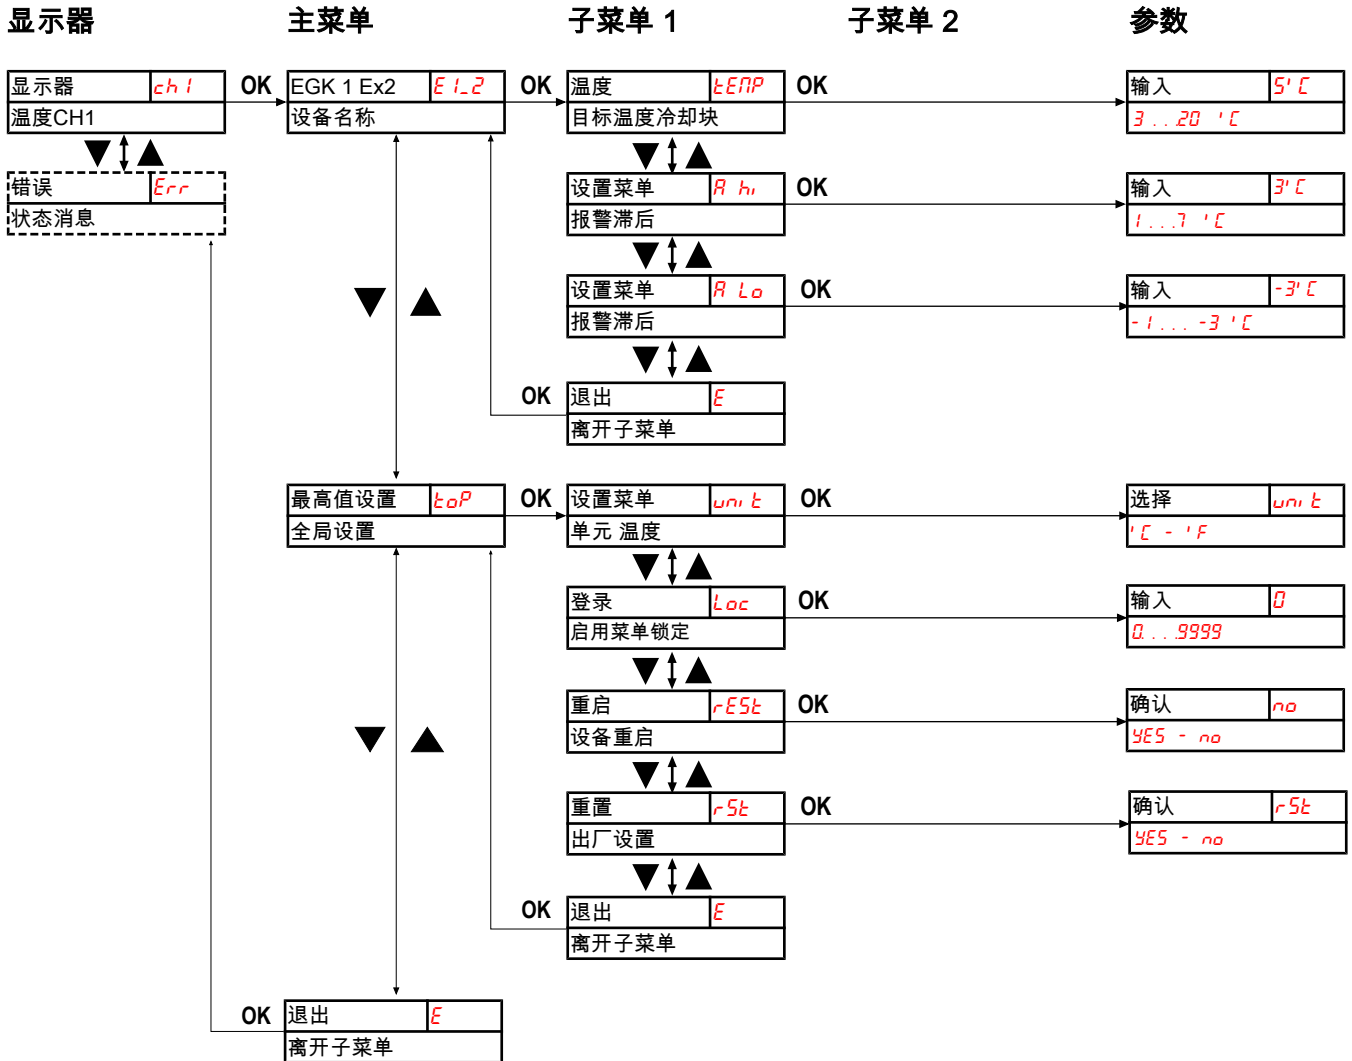 显示器 主菜单 子菜单 1 子菜单 2 参数
显示器 ch1 OK EGK 1 Ex2 E1_2 OK 温度 tEMP OK 输入 5°C
温度CH1 设备名称 目标温度冷却块 3...20 °C
错误 Err 设置菜单 A hi OK 输入 3°C
状态消息 报警滞后 1...7 °C
设置菜单 A Lo OK 输入 -3°C
报警滞后 -1... -3 °C
OK 退出 E
离开子菜单
最高值设置 toP OK 设置菜单 unit OK 选择 unit
全局设置 单元 温度 °C - °F
登录 Loc OK 输入 0
启用菜单锁定 0...9999
重启 rESt OK 确认 no
设备重启 YES - no
重置 rSt OK 确认 rSt
出厂设置 YES - no
OK 退出 E
离开子菜单
OK 退出 E
离开子菜单